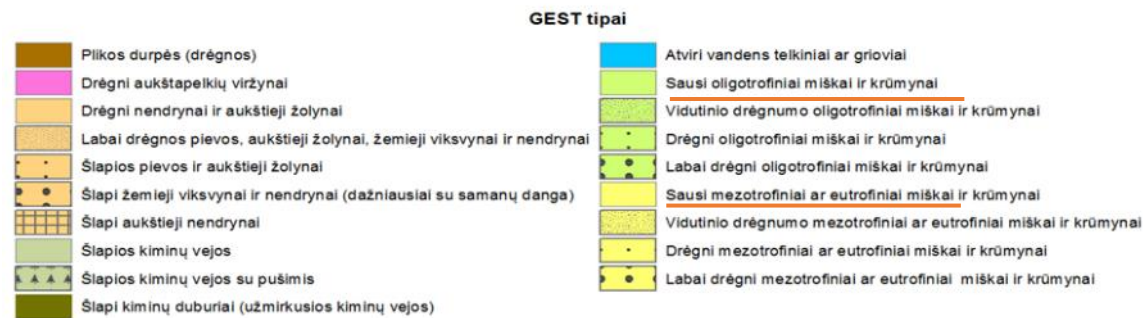 GEST tipai
Plikos durpės (drėgnos)
Drėgni aukštapelkių viržynai
Drėgni nendrynai ir aukštieji žolynai
Labai drėgnos pievos, aukštieji žolynai, žemieji viksvynai ir nendrynai
Šlapios pievos ir aukštieji žolynai
Šlapi žemieji viksvynai ir nendrynai (dažniausiai su samanų danga)
Šlapi aukštieji nendrynai
Šlapios kiminų vejos
Šlapios kiminų vejos su pušimis
Šlapi kiminų duburiai (užmirkusios kiminų vejos)
Atviri vandens telkiniai ar grioviai
Sausi oligotrofiniai miškai ir krūmynai
Vidutinio drėgnumo oligotrofiniai miškai ir krūmynai
Drėgni oligotrofiniai miškai ir krūmynai
Labai drėgni oligotrofiniai miškai ir krūmynai
Sausi mezotrofiniai ar eutrofiniai miškai ir krūmynai
Vidutinio drėgnumo mezotrofiniai ar eutrofiniai miškai ir krūmynai
Drėgni mezotrofiniai ar eutrofiniai miškai ir krūmynai
Labai drėgni mezotrofiniai ar eutrofiniai miškai ir krūmynai